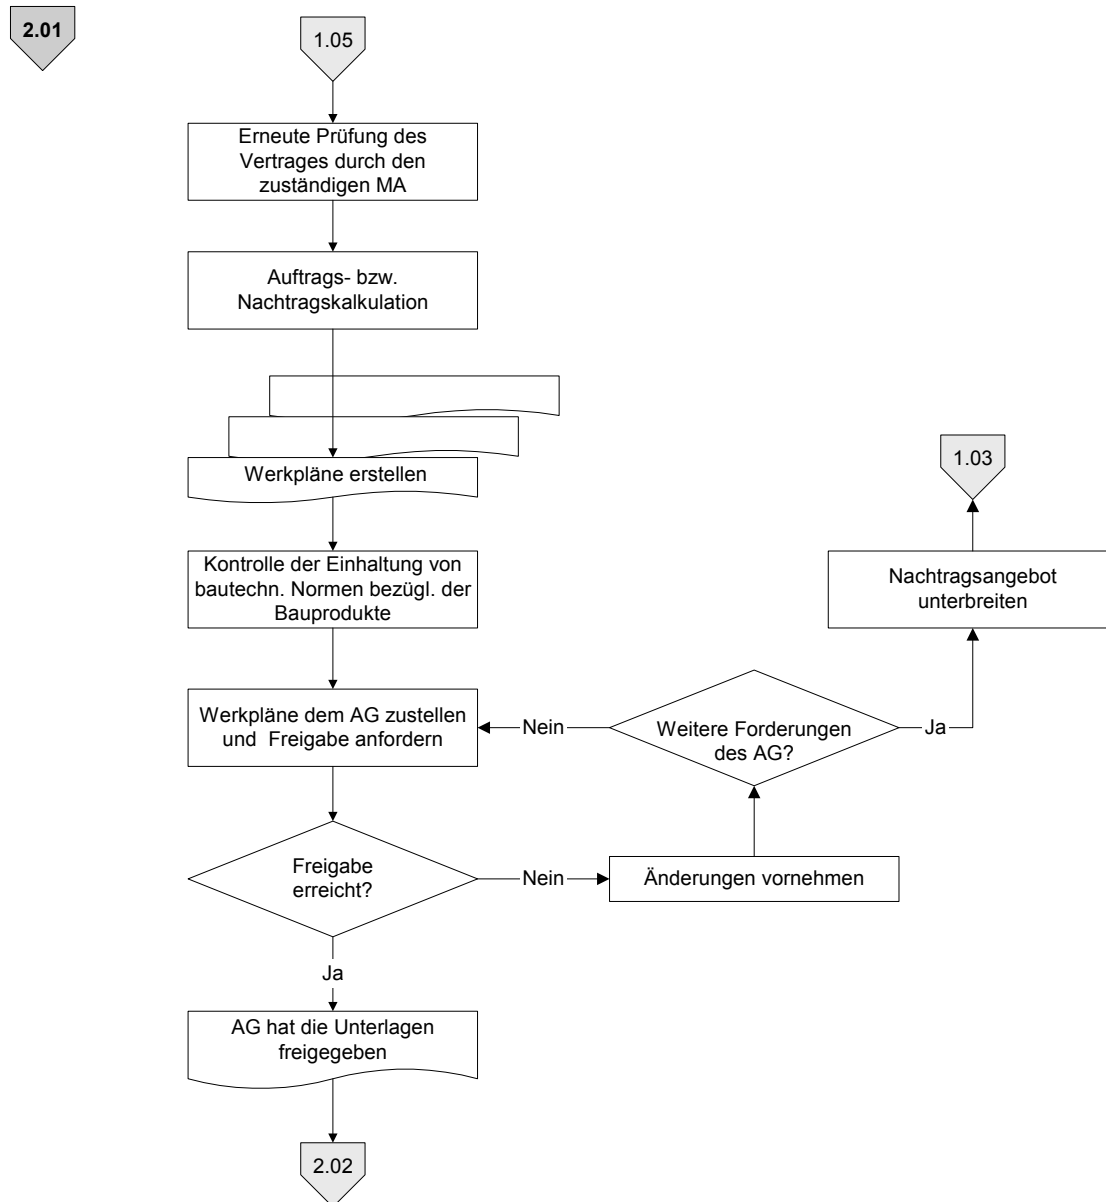 2.01
1.05
Erneute Prüfung des
Vertrages durch den
zuständigen MA
Auftrags- bzw.
Nachtragskalkulation
Werkpläne erstellen
1.03
Kontrolle der Einhaltung von
bautechn. Normen bezügl. der
Bauprodukte
Nachtragsangebot
unterbreiten
Werkpläne dem AG zustellen
und Freigabe anfordern
Nein
Weitere Forderungen
des AG?
Ja
Freigabe
erreicht?
Nein
Änderungen vornehmen
Ja
AG hat die Unterlagen
freigegeben
2.02